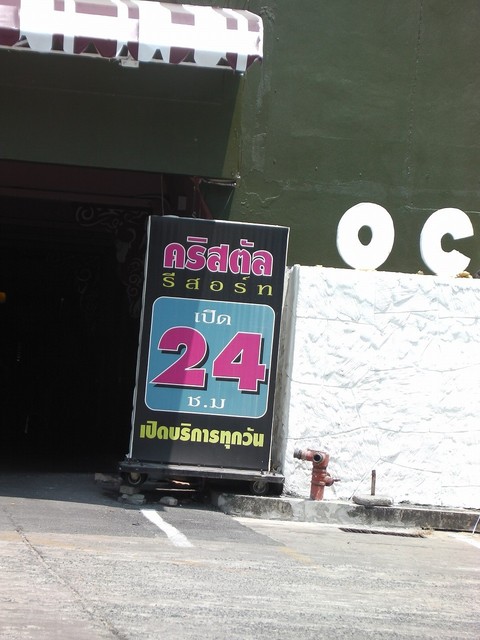 คริสตัล
รีสอร์ท
เปิด
24
ช.ม
เปิดบริการทุกวัน
OC